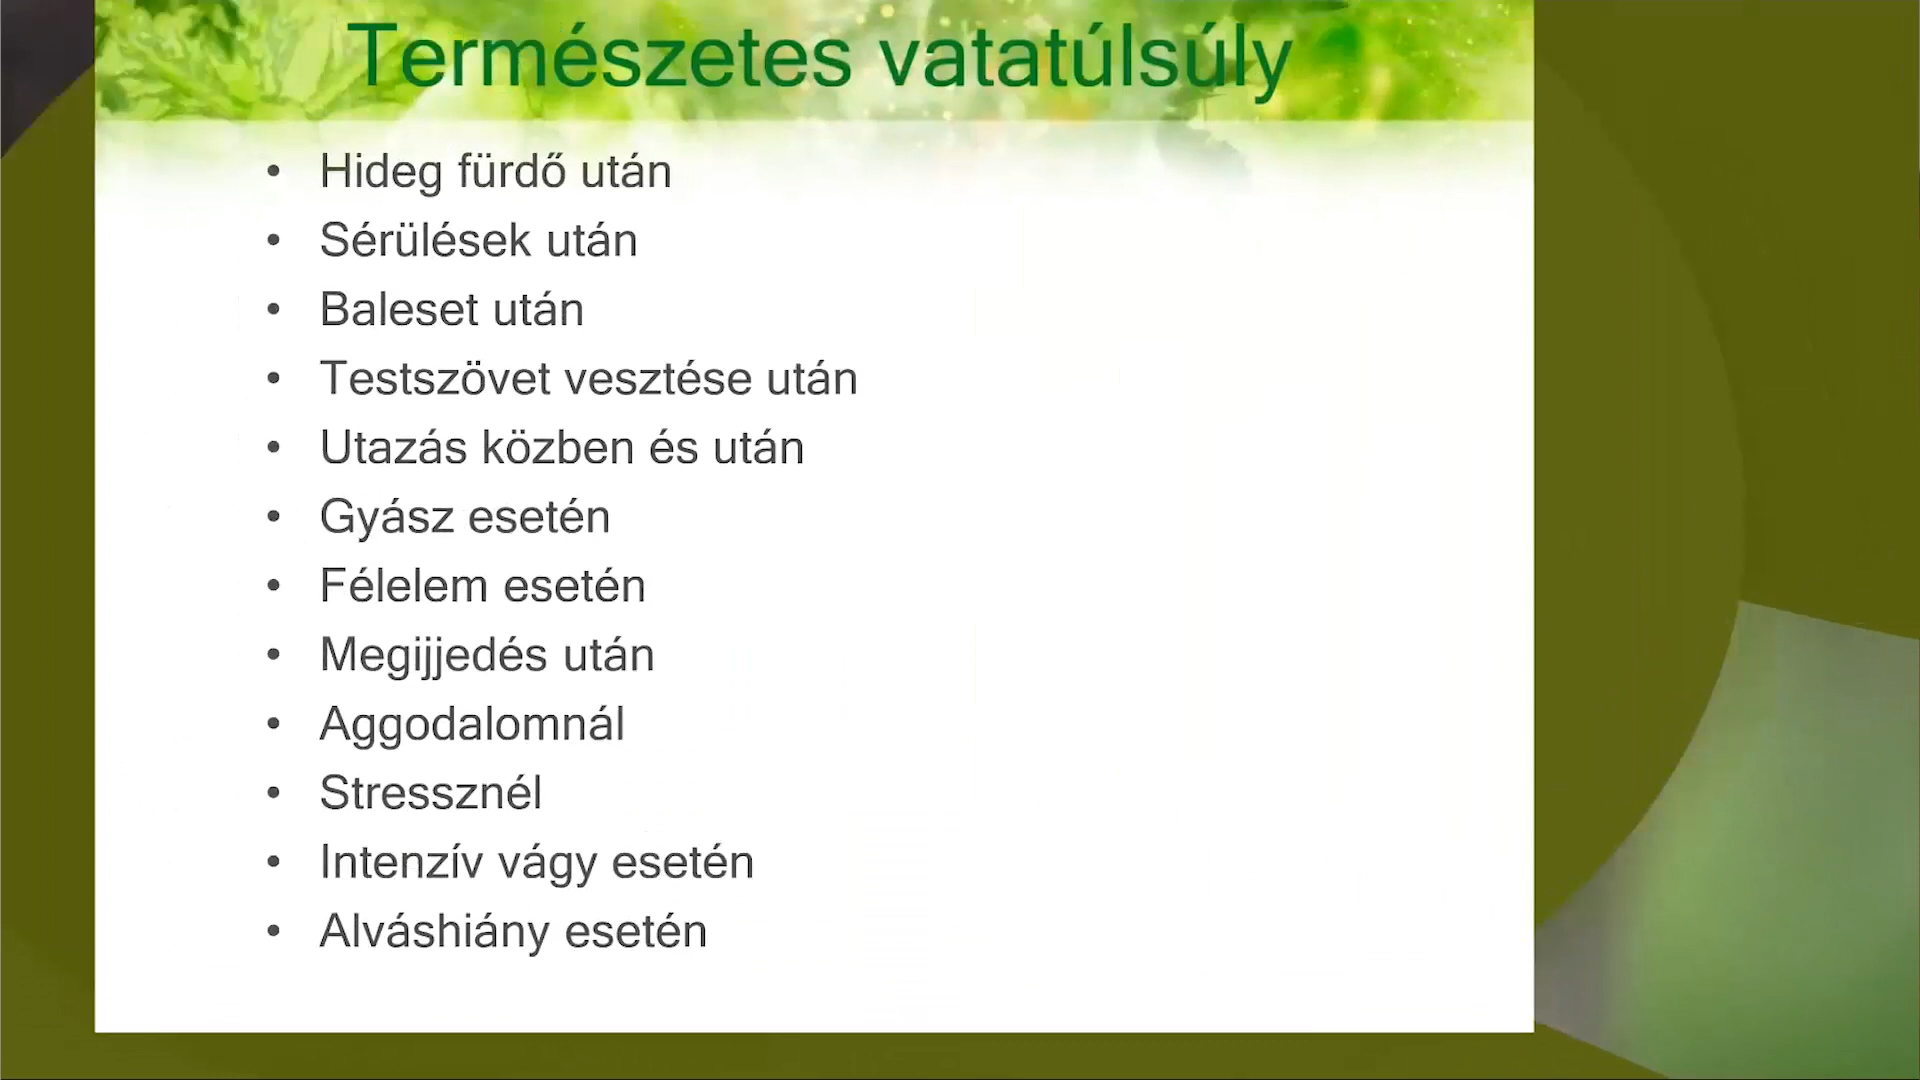 Természetes vatatúlsúly
• Hideg fürdő után
• Sérülések után
• Baleset után
• Testszövet vesztése után
• Utazás közben és után
• Gyász esetén
• Félelem esetén
• Megijjedés után
• Aggodalomnál
• Stressznél
• Intenzív vágy esetén
• Alváshiány esetén